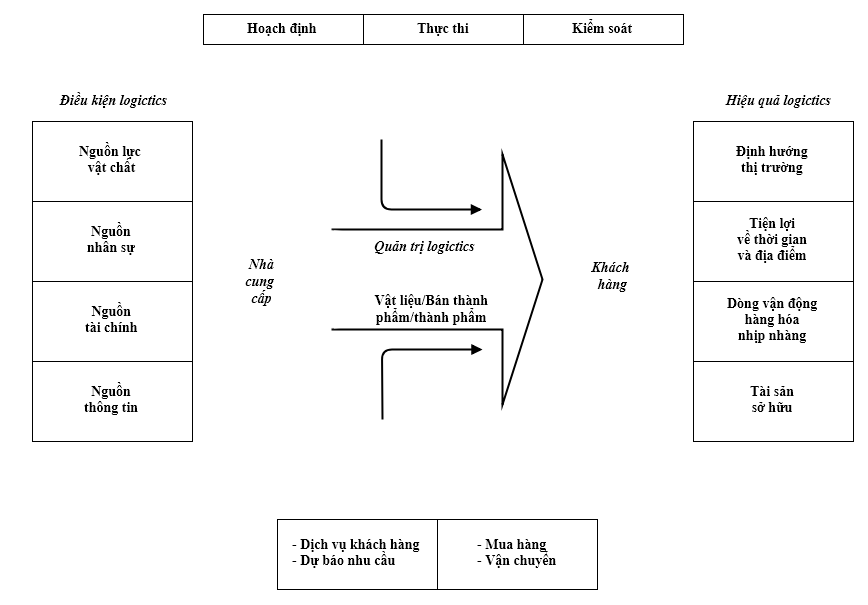 Hoạch định
Thực thi
Kiểm soát
Điều kiện logictics
Hiệu quả logictics
Nguồn lực
vật chất
Nguồn
nhân sự
Nguồn
tài chính
Nguồn
thông tin
Nhà
cung
cấp
Quản trị logictics
Vật liệu/Bán thành
phẩm/thành phẩm
Khách
hàng
Định hướng
thị trường
Tiện lợi
về thời gian
và địa điểm
Dòng vận động
hàng hóa
nhịp nhàng
Tài sản
sở hữu
- Dịch vụ khách hàng
- Dự báo nhu cầu
- Mua hàng
- Vận chuyển